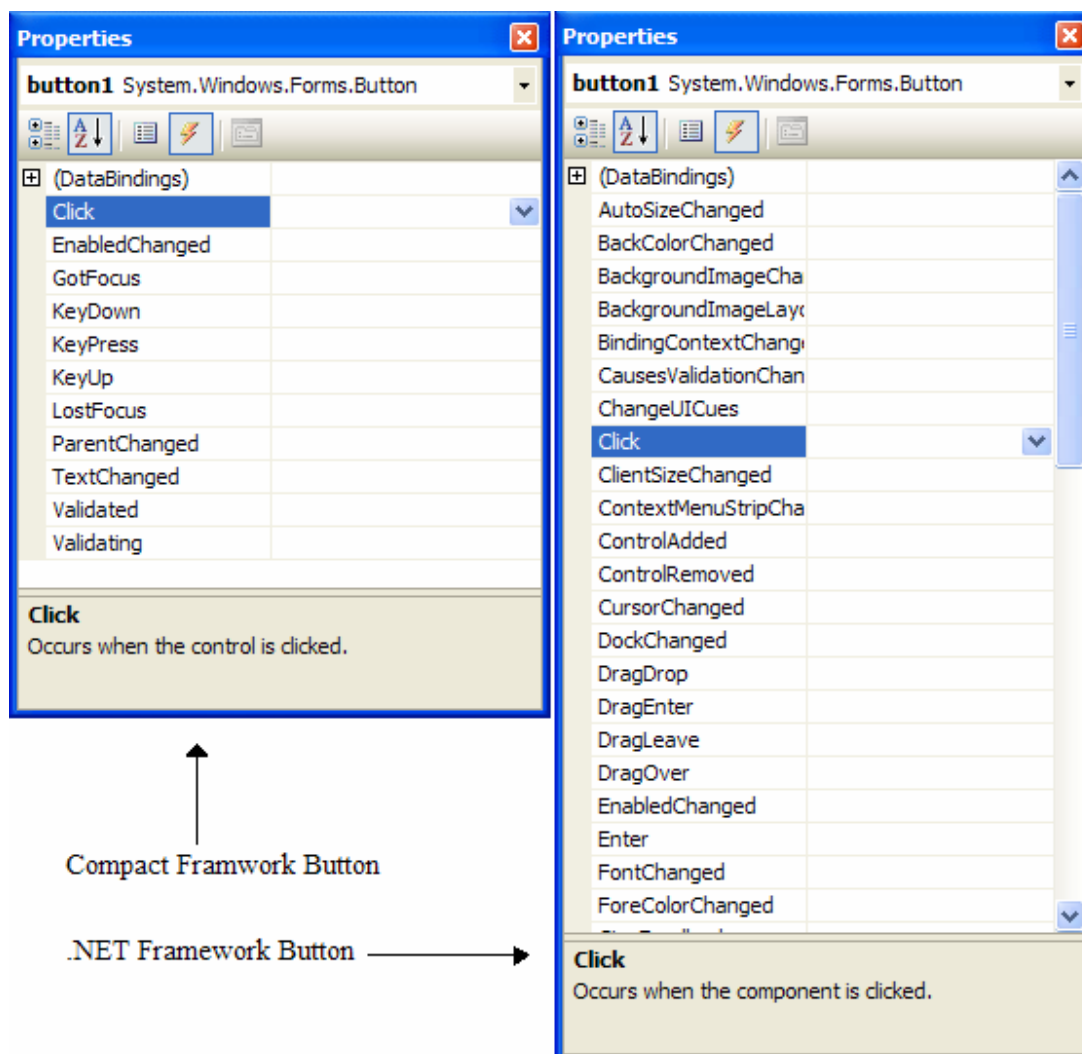 Properties
button1 System.Windows.Forms.Button
(DataBindings)
Click
EnabledChanged
GotFocus
KeyDown
KeyPress
KeyUp
LostFocus
ParentChanged
TextChanged
Validated
Validating
Click
Occurs when the control is clicked.
Compact Framwork Button
.NET Framework Button
Properties
button1 System.Windows.Forms.Button
(DataBindings)
AutoSizeChanged
BackColorChanged
BackgroundImageCha
BackgroundImageLayo
BindingContextChang
CausesValidationChan
ChangeUICues
Click
ClientSizeChanged
ContextMenuStripCha
ControlAdded
ControlRemoved
CursorChanged
DockChanged
DragDrop
DragEnter
DragLeave
DragOver
EnabledChanged
Enter
FontChanged
ForeColorChanged
Click
Occurs when the component is clicked.